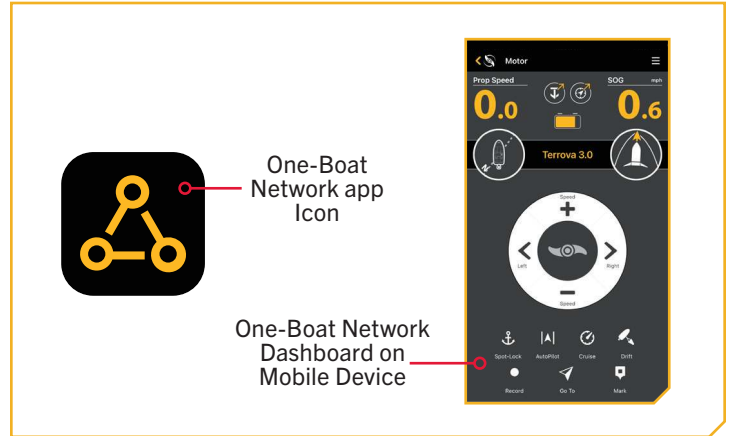 Motor
Prop Speed
SOG mph
0.0
0.6
N
Terrova 3.0
One-Boat
Network app
Icon
Speed
Left
Right
Speed
One-Boat Network
Dashboard on
Mobile Device
Spot-Lock AutoPilot Cruise Drift
Record Go To Mark